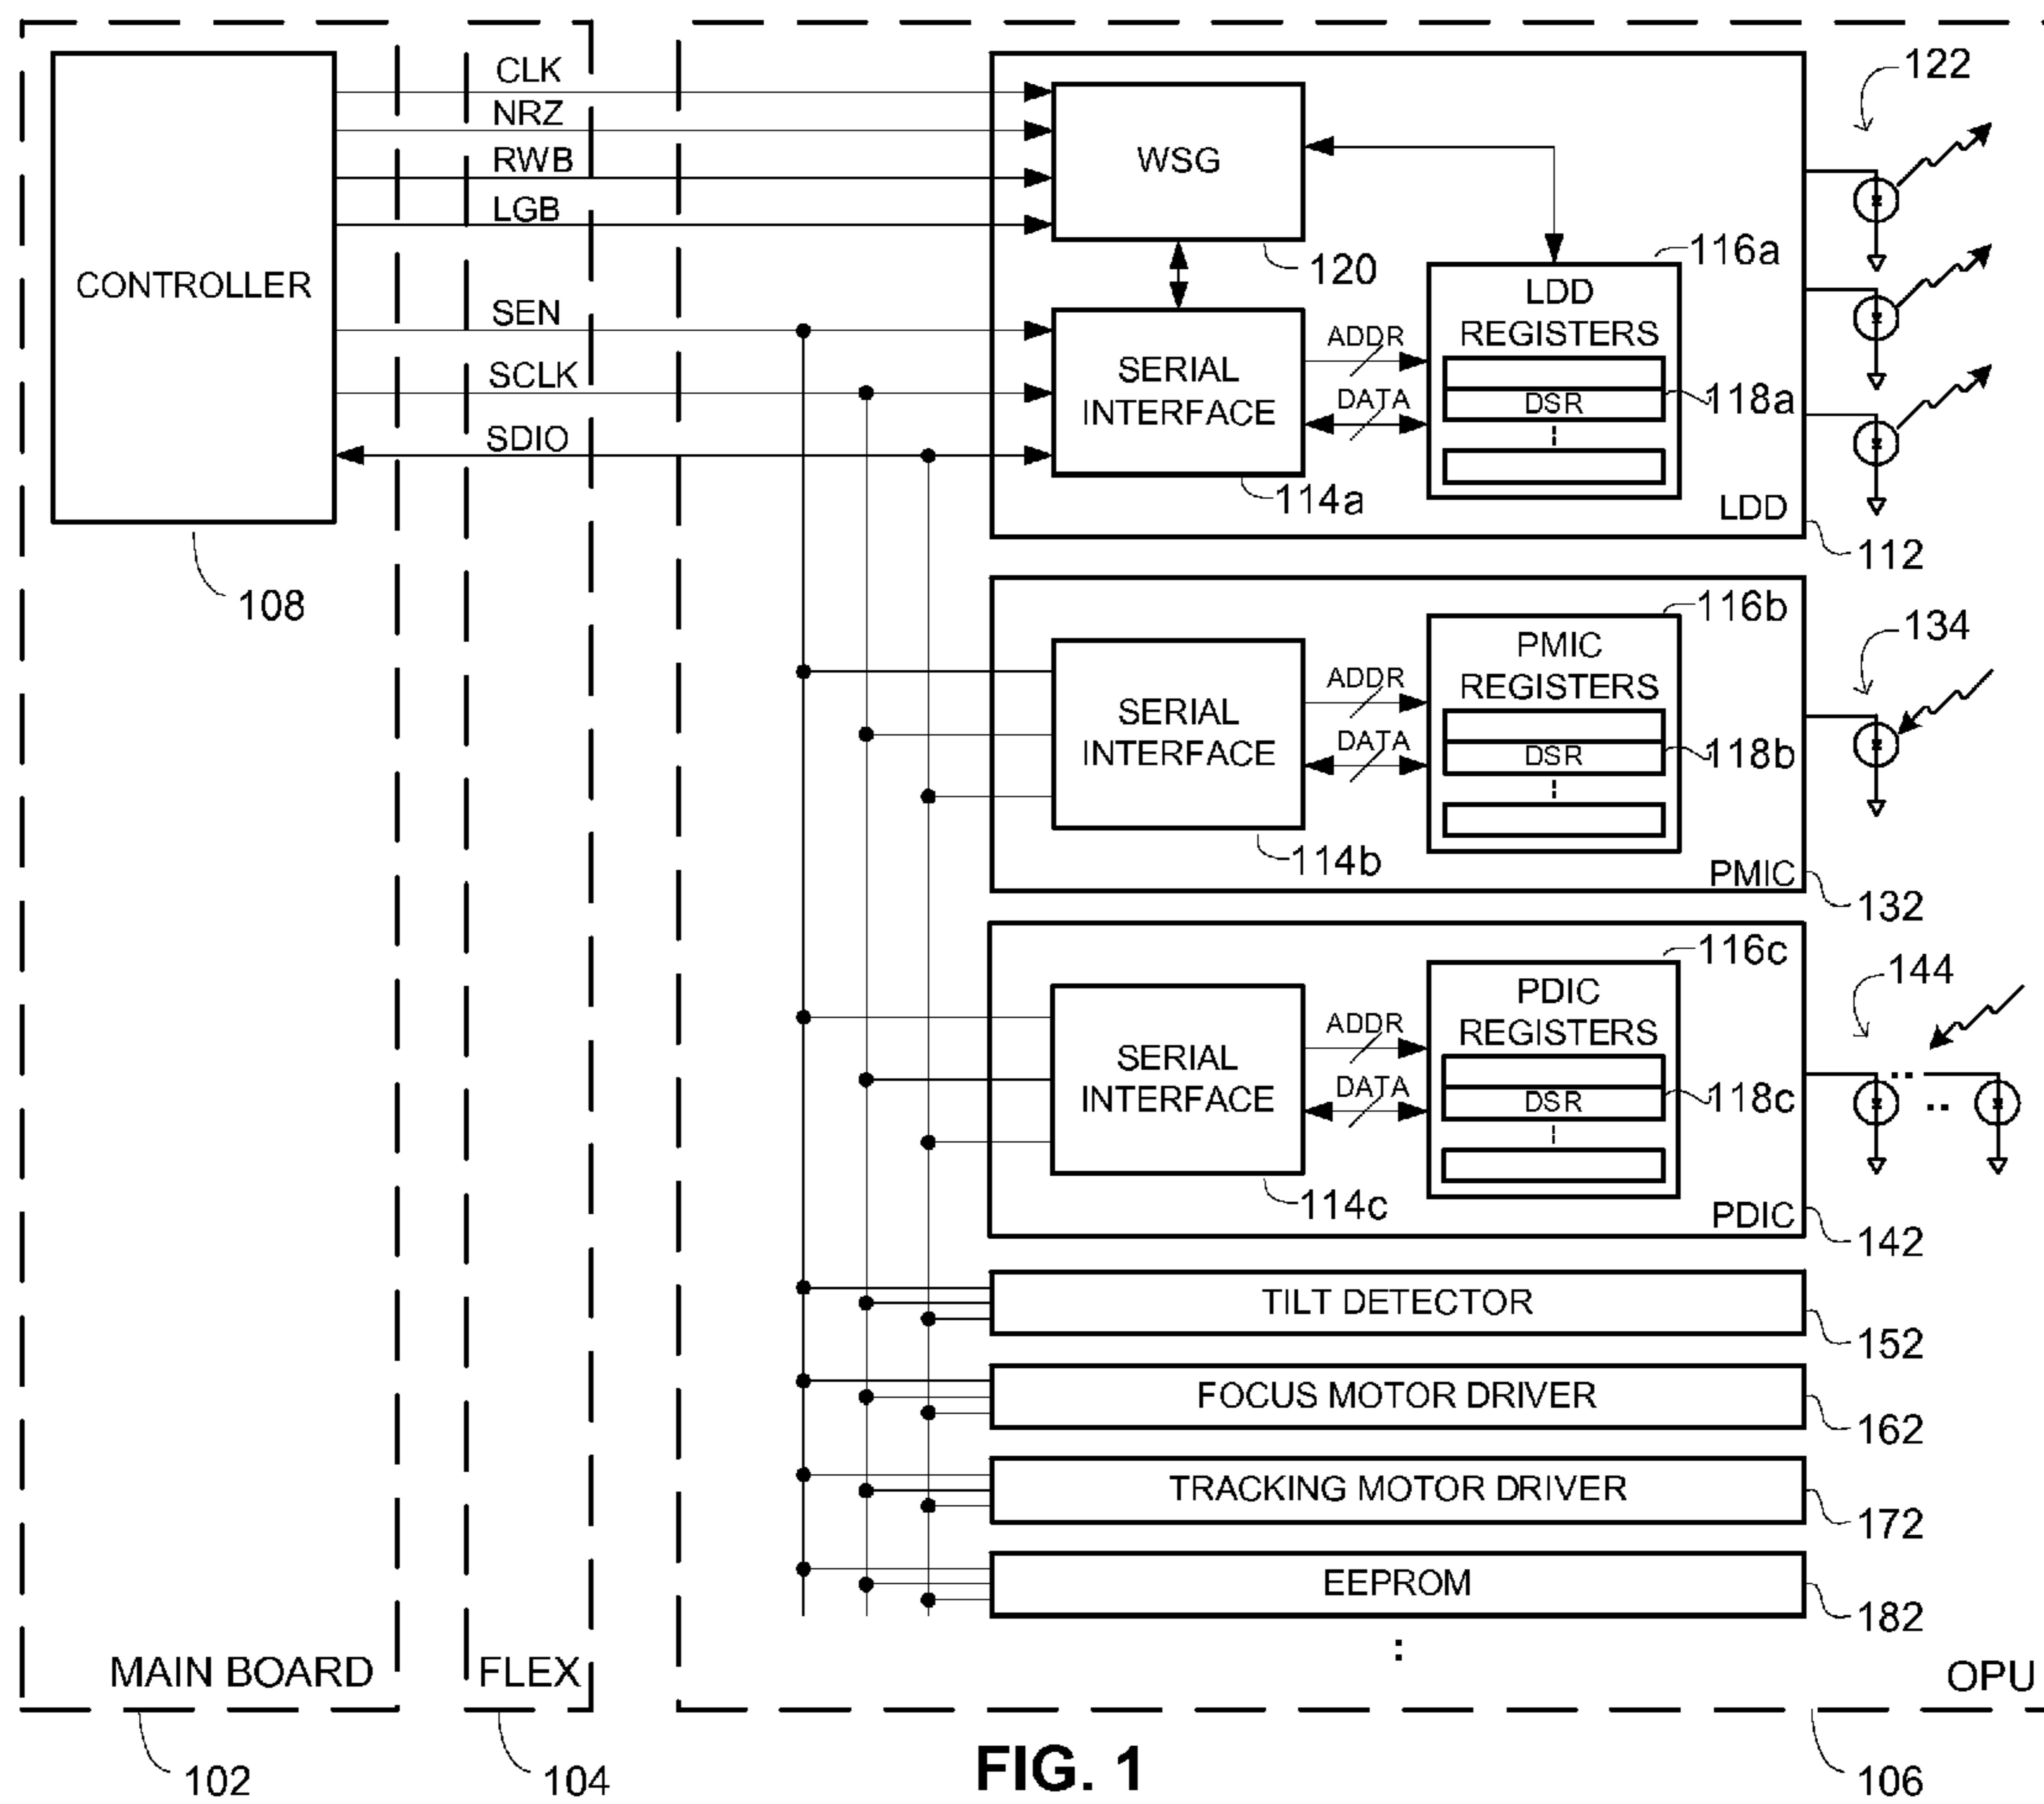 CLK
NRZ
RWB
LGB
CONTROLLER
SEN
SCLK
SDIO
108
WSG
120
122
116a
LDD
REGISTERS
ADDR
SERIAL
INTERFACE
DATA
DSR
118a
114a
LDD
112
116b
134
PMIC
REGISTERS
ADDR
SERIAL
INTERFACE
DATA
DSR
118b
114b
PMIC
132
116c
144
PDIC
REGISTERS
ADDR
SERIAL
INTERFACE
DATA
DSR
118c
114c
PDIC
142
TILT DETECTOR
152
FOCUS MOTOR DRIVER
162
TRACKING MOTOR DRIVER
172
EEPROM
182
MAIN BOARD
FLEX
OPU
102
104
FIG. 1
106